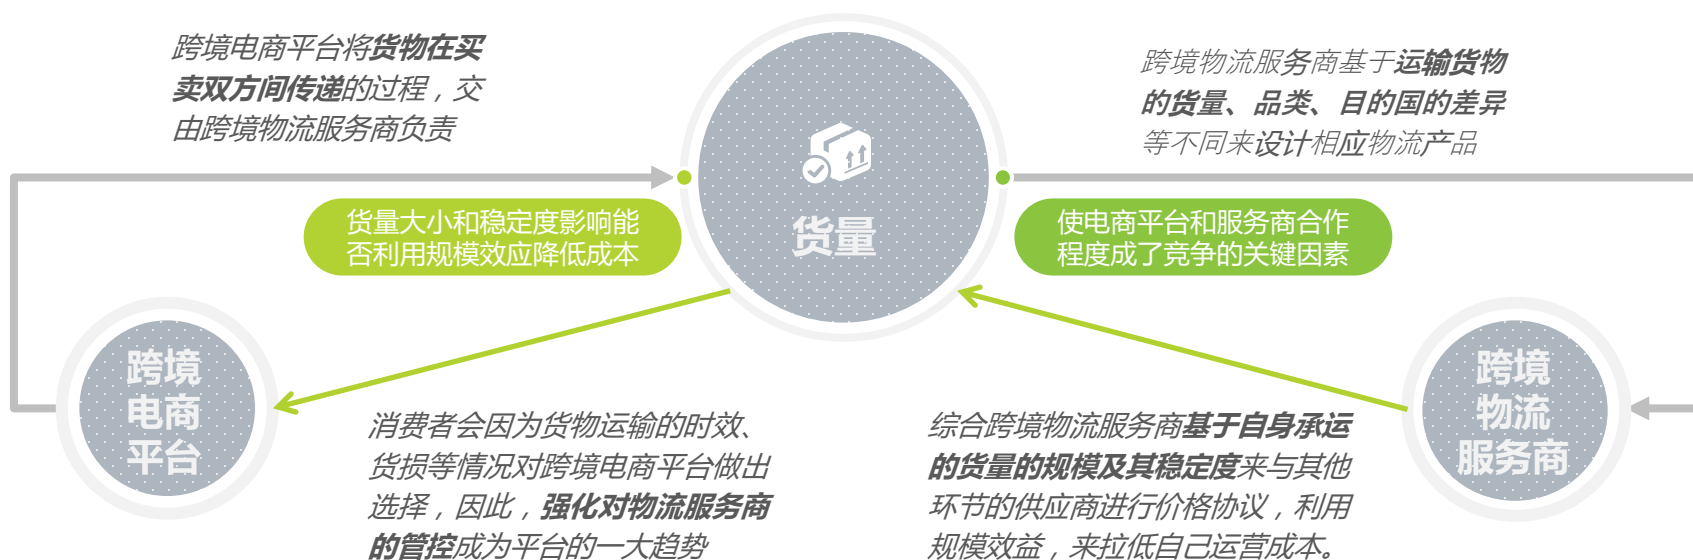 跨境电商平台将货物在买
卖双方间传递的过程，交
由跨境物流服务商负责
跨境物流服务商基于运输货物
的货量、品类、目的国的差异
等不同来设计相应物流产品
货量大小和稳定度影响能
否利用规模效应降低成本
货量
使电商平台和服务商合作
程度成了竞争的关键因素
跨境
电商
平台
跨境
物流
服务商
消费者会因为货物运输的时效、
货损等情况对跨境电商平台做出
选择，因此，强化对物流服务商
的管控成为平台的一大趋势
综合跨境物流服务商基于自身承运
的货量的规模及其稳定度来与其他
环节的供应商进行价格协议，利用
规模效益，来拉低自己运营成本。